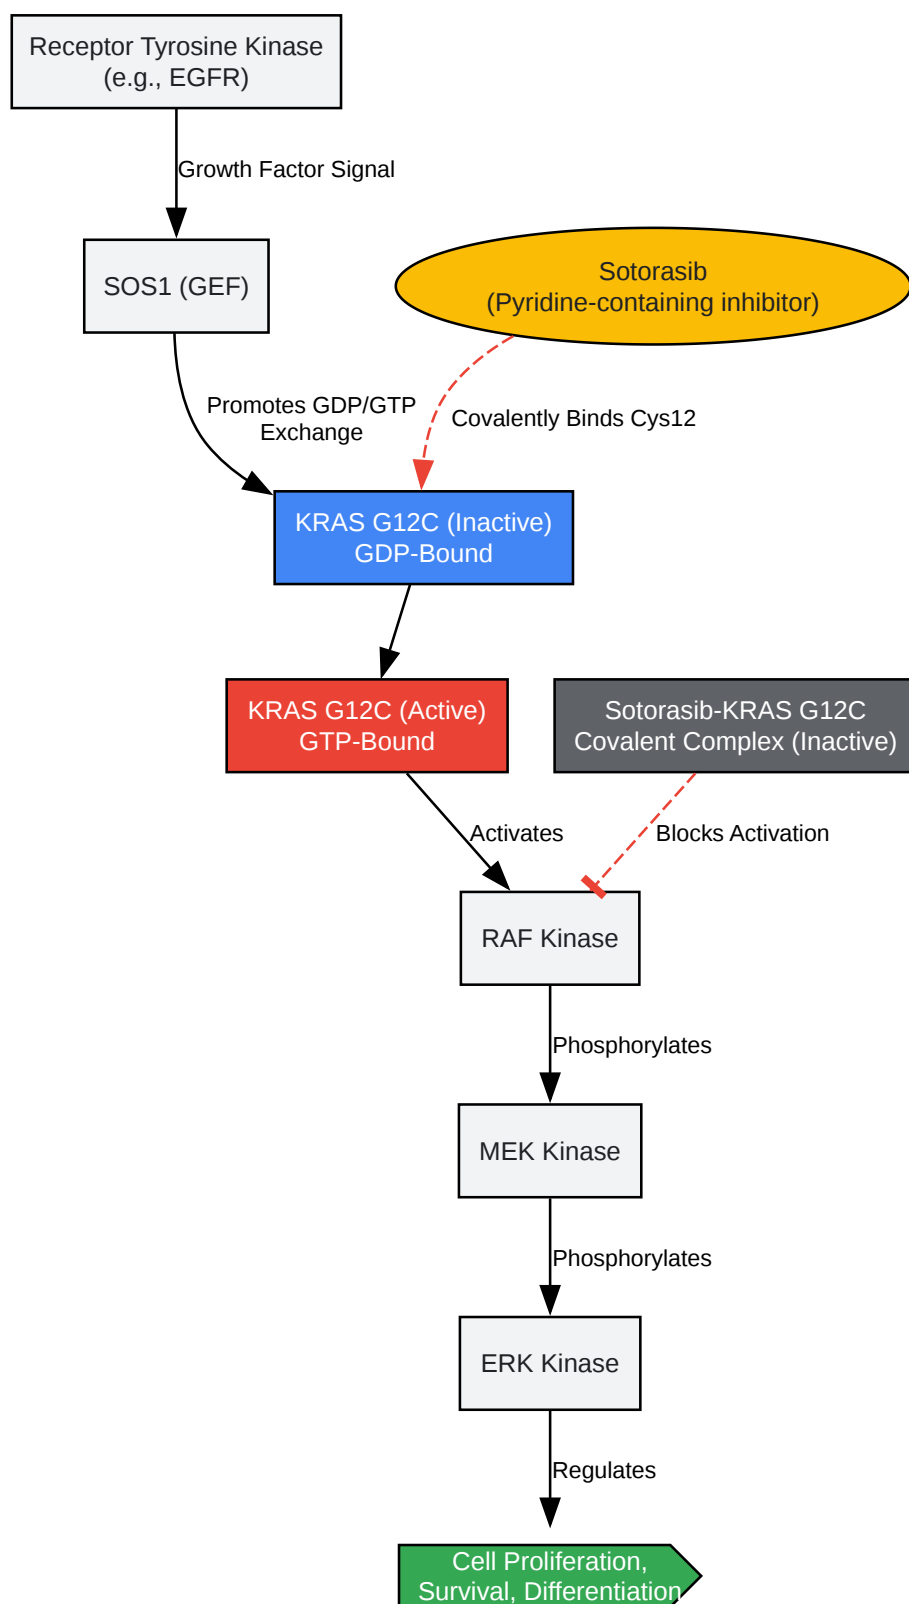 Receptor Tyrosine Kinase
(e.g., EGFR)
Growth Factor Signal
SOS1 (GEF)
Sotorasib
(Pyridine-containing inhibitor)
Promotes GDP/GTP
Exchange
Covalently Binds Cys12
KRAS G12C (Inactive)
GDP-Bound
KRAS G12C (Active)
GTP-Bound
Sotorasib-KRAS G12C
Covalent Complex (Inactive)
Activates
Blocks Activation
RAF Kinase
Phosphorylates
MEK Kinase
Phosphorylates
ERK Kinase
Regulates
Cell Proliferation,
Survival, Differentiation